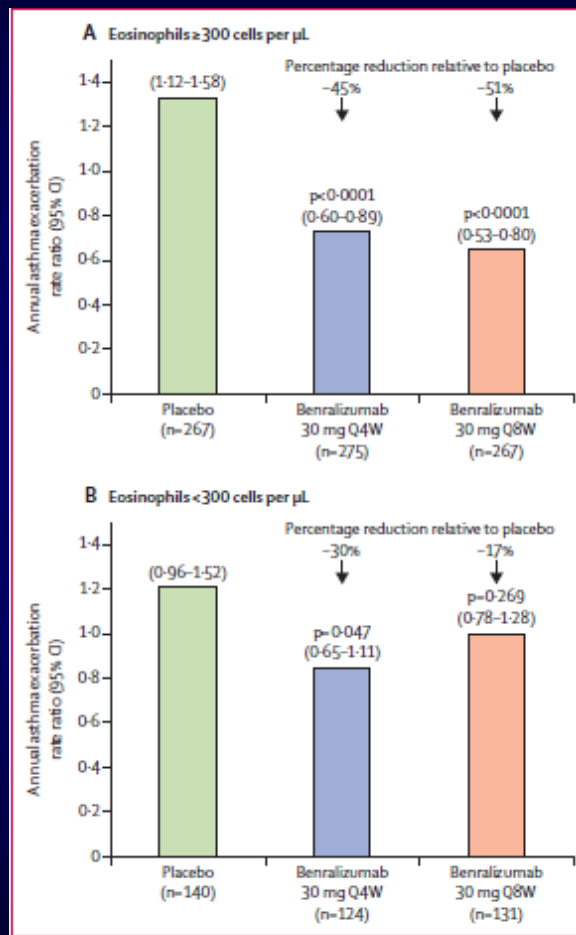 A Eosinophils ≥300 cells per μL
Annual asthma exacerbation
rate ratio (95% CI)
1·4
1·2
1·0
0·8
0·6
0·4
0·2
0
(1·12–1·58)
Percentage reduction relative to placebo
–45%
–51%
p<0·0001
(0·60–0·89)
p<0·0001
(0·53–0·80)
Placebo
(n=267)
Benralizumab
30 mg Q4W
(n=275)
Benralizumab
30 mg Q8W
(n=267)
B Eosinophils <300 cells per μL
Annual asthma exacerbation
rate ratio (95% CI)
1·4
1·2
1·0
0·8
0·6
0·4
0·2
0
(0·96–1·52)
Percentage reduction relative to placebo
–30%
–17%
p=0·047
(0·65–1·11)
p=0·269
(0·78–1·28)
Placebo
(n=140)
Benralizumab
30 mg Q4W
(n=124)
Benralizumab
30 mg Q8W
(n=131)